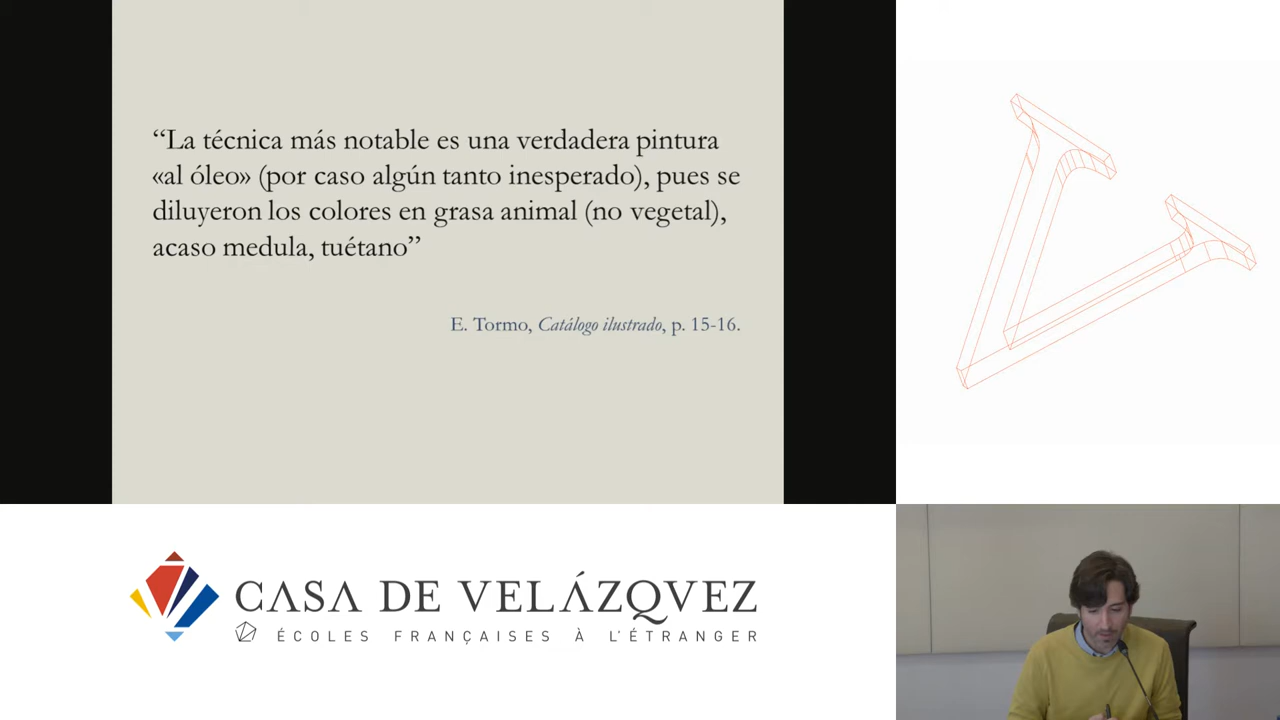 “La técnica más notable es una verdadera pintura
«al óleo» (por caso algún tanto inesperado), pues se
diluyeron los colores en grasa animal (no vegetal),
acaso medula, tuétano”
E. Tormo, Catálogo ilustrado, p. 15-16.
CASA DE VELÁZQVEZ
ÉCOLES FRANÇAISES À L'ÉTRANGER